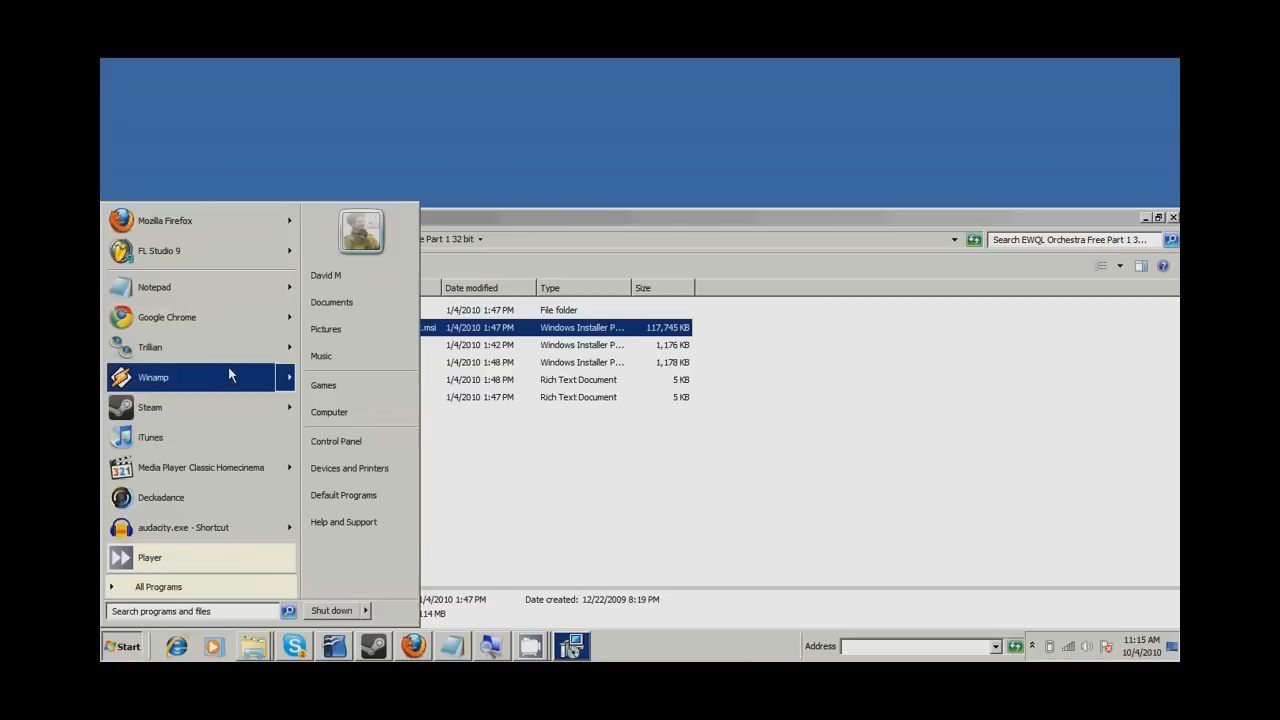 Mozilla Firefox
FL Studio 9
Notepad
Google Chrome
Trillian
Winamp
Steam
iTunes
Media Player Classic Homecinema
Deckadance
audacity.exe - Shortcut
Player
All Programs
Search programs and files
David M
Documents
Pictures
Music
Games
Computer
Control Panel
Devices and Printers
Default Programs
Help and Support
Shut down
e Part 1 32 bit
Search EWQL Orchestra Free Part 1 3...
Date modified Type Size
1/4/2010 1:47 PM File folder
.msi 1/4/2010 1:47 PM Windows Installer P... 117,745 KB
1/4/2010 1:42 PM Windows Installer P... 1,176 KB
1/4/2010 1:48 PM Windows Installer P... 1,178 KB
1/4/2010 1:48 PM Rich Text Document 5 KB
1/4/2010 1:47 PM Rich Text Document 5 KB
1/4/2010 1:47 PM Date created: 12/22/2009 8:19 PM
114 MB
Start
Address
11:15 AM
10/4/2010